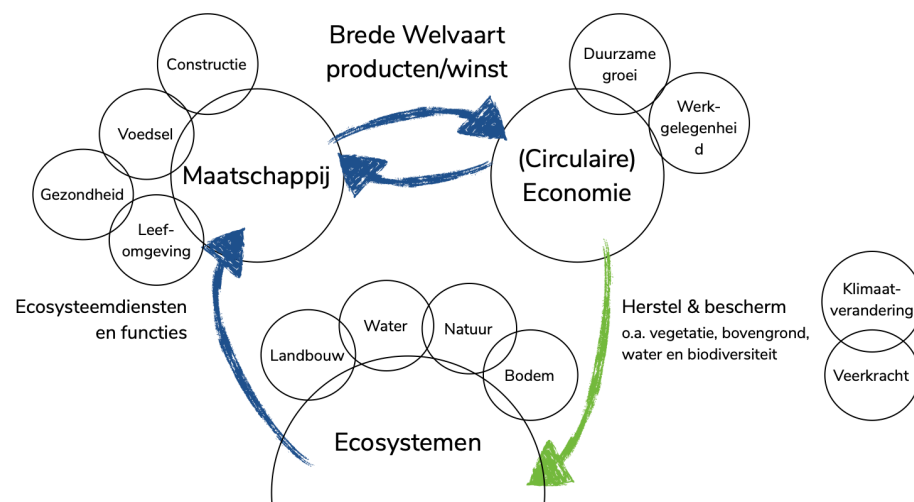 Brede Welvaart
producten/winst
Constructie
Voedsel
Gezondheid
Leef-
omgeving
Maatschappij
Duurzame
groei
Werk-
gelegenhei
d
(Circulaire)
Economie
Ecosysteemdiensten
en functies
Landbouw
Water
Natuur
Bodem
Ecosystemen
Herstel & bescherm
o.a. vegetatie, bovengrond,
water en biodiversiteit
Klimaat-
verandering
Veerkracht